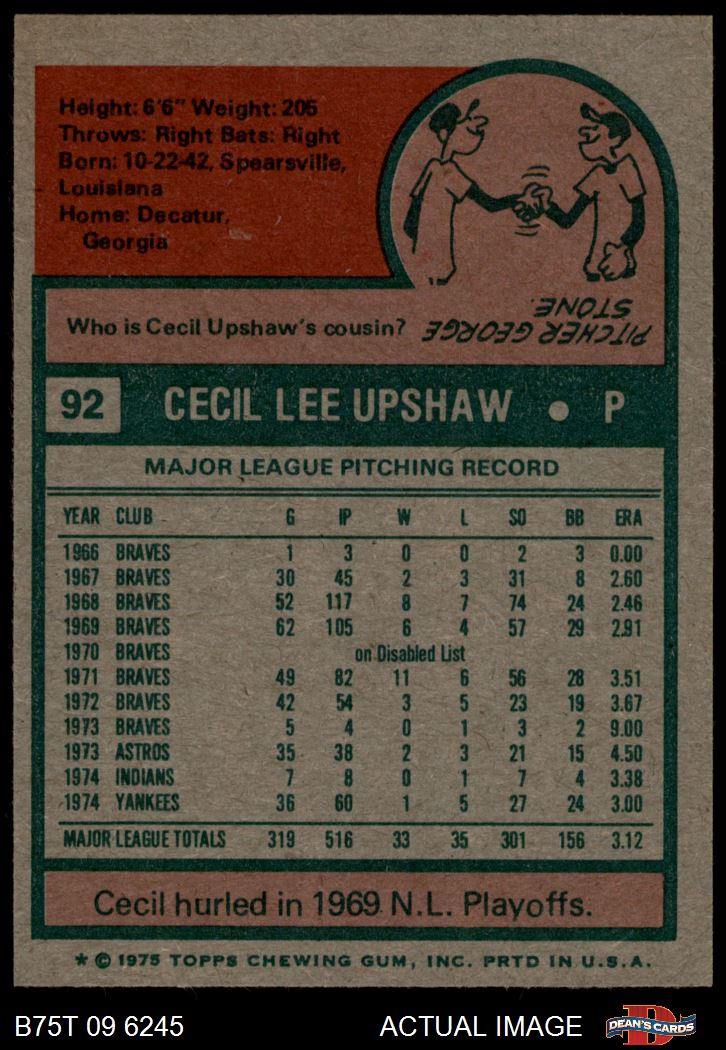 Height: 6'6" Weight: 205
Throws: Right Bats: Right
Born: 10-22-42, Spearsville,
Louisiana
Home: Decatur,
Georgia
Who is Cecil Upshaw's cousin?
PITCHER GEORGE
STONE.
92 CECIL LEE UPSHAW • P
MAJOR LEAGUE PITCHING RECORD
YEAR CLUB G IP W L SO BB ERA
1966 BRAVES 1 3 0 0 2 3 0.00
1967 BRAVES 30 45 2 3 31 8 2.60
1968 BRAVES 52 117 8 7 74 24 2.46
1969 BRAVES 62 105 6 4 57 29 2.91
1970 BRAVES on Disabled List
1971 BRAVES 49 82 11 6 56 28 3.51
1972 BRAVES 42 54 3 5 23 19 3.67
1973 BRAVES 5 4 0 1 3 2 9.00
1973 ASTROS 35 38 2 3 21 15 4.50
1974 INDIANS 7 8 0 1 7 4 3.38
1974 YANKEES 36 60 1 5 27 24 3.00
MAJOR LEAGUE TOTALS 319 516 33 35 301 156 3.12
Cecil hurled in 1969 N.L. Playoffs.
* © 1975 TOPPS CHEWING GUM, INC. PRTD IN U.S.A.
B75T 09 6245 ACTUAL IMAGE D DEAN'S CARDS